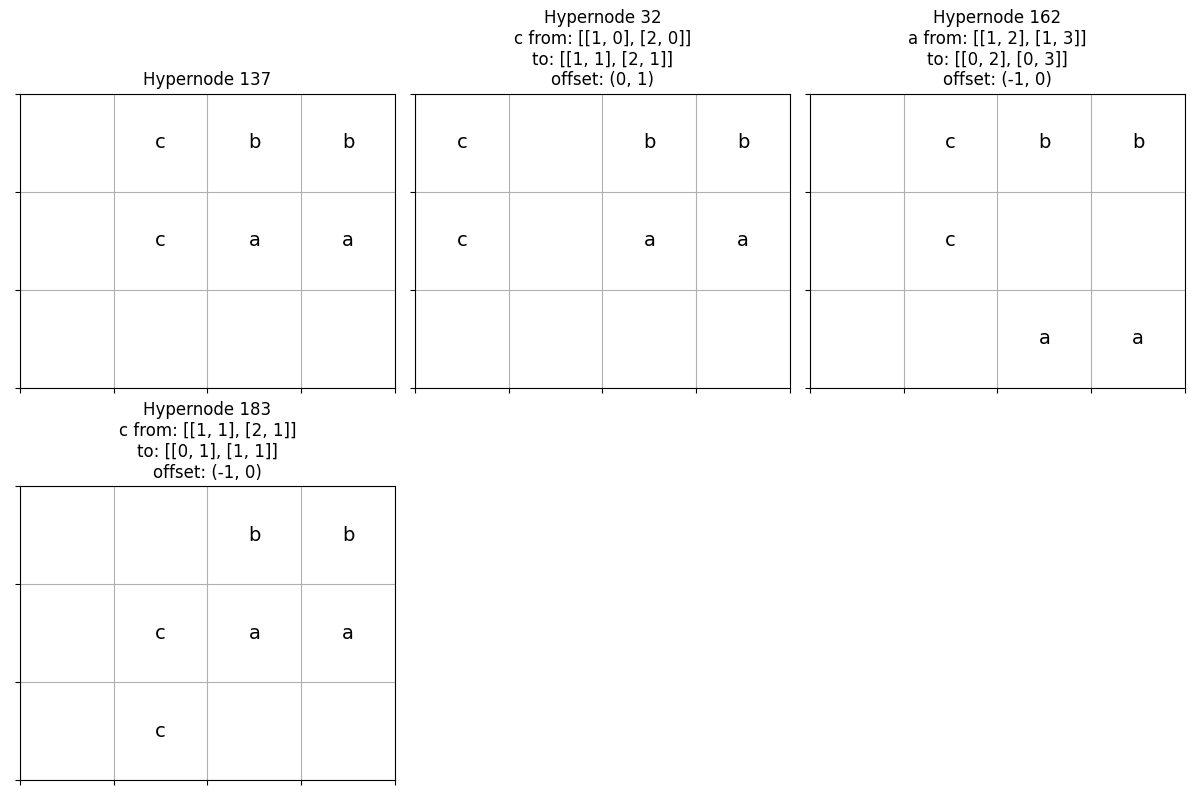 Hypernode 137
c b b
c a a
Hypernode 32
c from: [[1, 0], [2, 0]]
to: [[1, 1], [2, 1]]
offset: (0, 1)
c b b
c a a
Hypernode 162
a from: [[1, 2], [1, 3]]
to: [[0, 2], [0, 3]]
offset: (-1, 0)
c b b
c
a a
Hypernode 183
c from: [[1, 1], [2, 1]]
to: [[0, 1], [1, 1]]
offset: (-1, 0)
b b
c a a
c